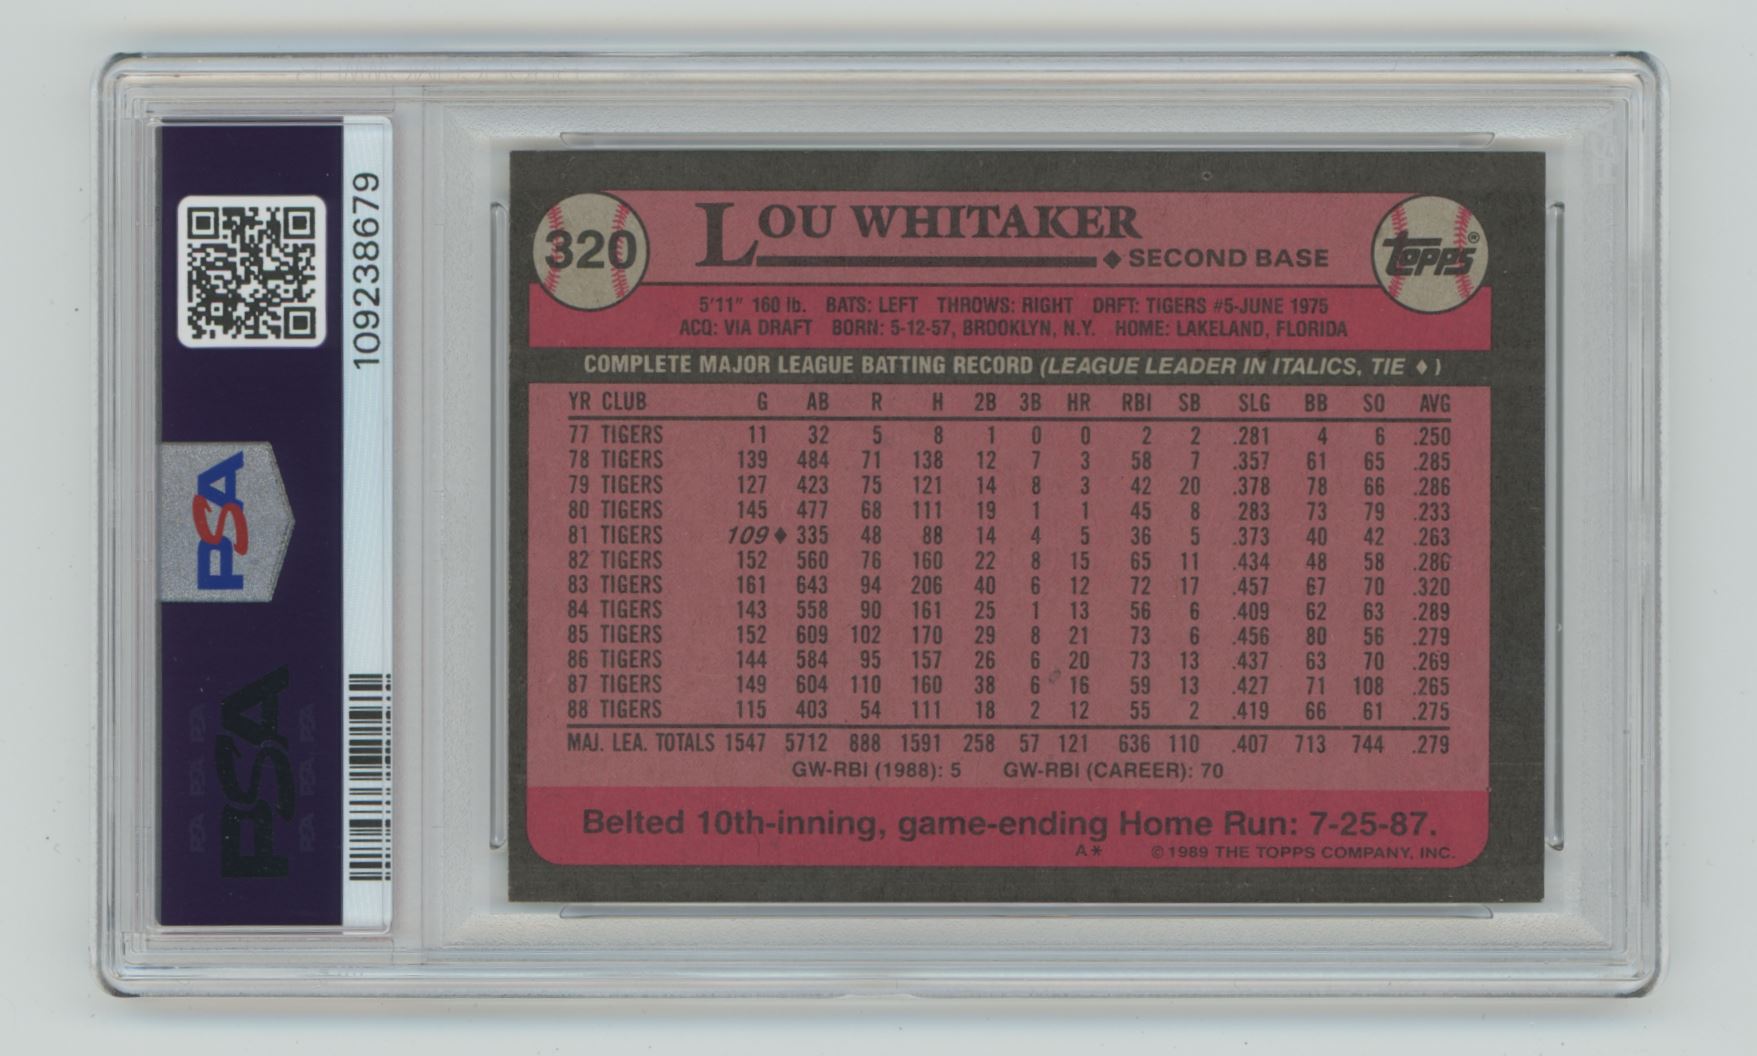 109238679
PSA
PSA
320
LOU WHITAKER
◆ SECOND BASE
TOPPS®
5'11" 160 lb. BATS: LEFT THROWS: RIGHT DRFT: TIGERS #5-JUNE 1975
ACQ: VIA DRAFT BORN: 5-12-57, BROOKLYN, N.Y. HOME: LAKELAND, FLORIDA
COMPLETE MAJOR LEAGUE BATTING RECORD (LEAGUE LEADER IN ITALICS, TIE ♦)
YR CLUB G AB R H 2B 3B HR RBI SB SLG BB SO AVG
77 TIGERS 11 32 5 8 1 0 0 2 2 .281 4 6 .250
78 TIGERS 139 484 71 138 12 7 3 58 7 .357 61 65 .285
79 TIGERS 127 423 75 121 14 8 3 42 20 .378 78 66 .286
80 TIGERS 145 477 68 111 19 1 1 45 8 .283 73 79 .233
81 TIGERS 109♦ 335 48 88 14 4 5 36 5 .373 40 42 .263
82 TIGERS 152 560 76 160 22 8 15 65 11 .434 48 58 .286
83 TIGERS 161 643 94 206 40 6 12 72 17 .457 67 70 .320
84 TIGERS 143 558 90 161 25 1 13 56 6 .409 62 63 .289
85 TIGERS 152 609 102 170 29 8 21 73 6 .456 80 56 .279
86 TIGERS 144 584 95 157 26 6 20 73 13 .437 63 70 .269
87 TIGERS 149 604 110 160 38 6 16 59 13 .427 71 108 .265
88 TIGERS 115 403 54 111 18 2 12 55 2 .419 66 61 .275
MAJ. LEA. TOTALS 1547 5712 888 1591 258 57 121 636 110 .407 713 744 .279
GW-RBI (1988): 5 GW-RBI (CAREER): 70
Belted 10th-inning, game-ending Home Run: 7-25-87.
A* © 1989 THE TOPPS COMPANY, INC.